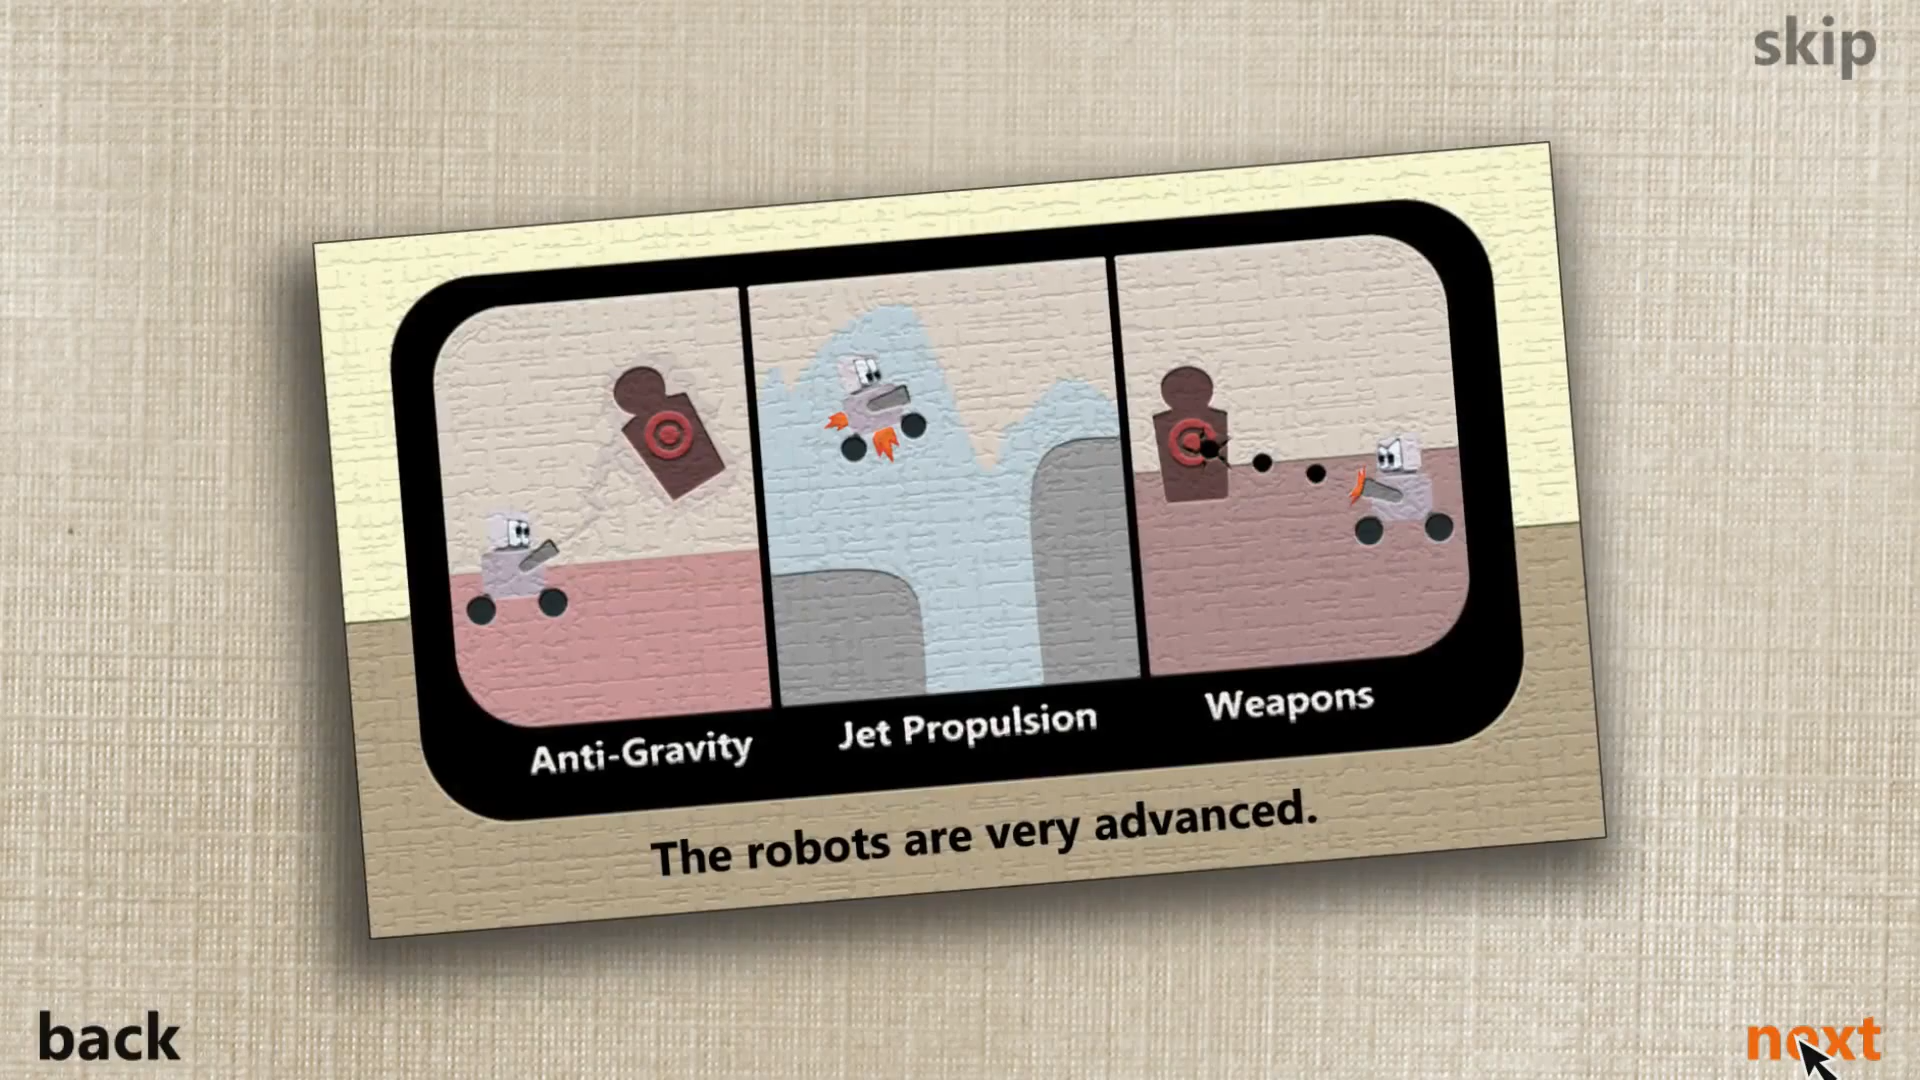 skip
Anti-Gravity
Jet Propulsion
Weapons
The robots are very advanced.
back
next